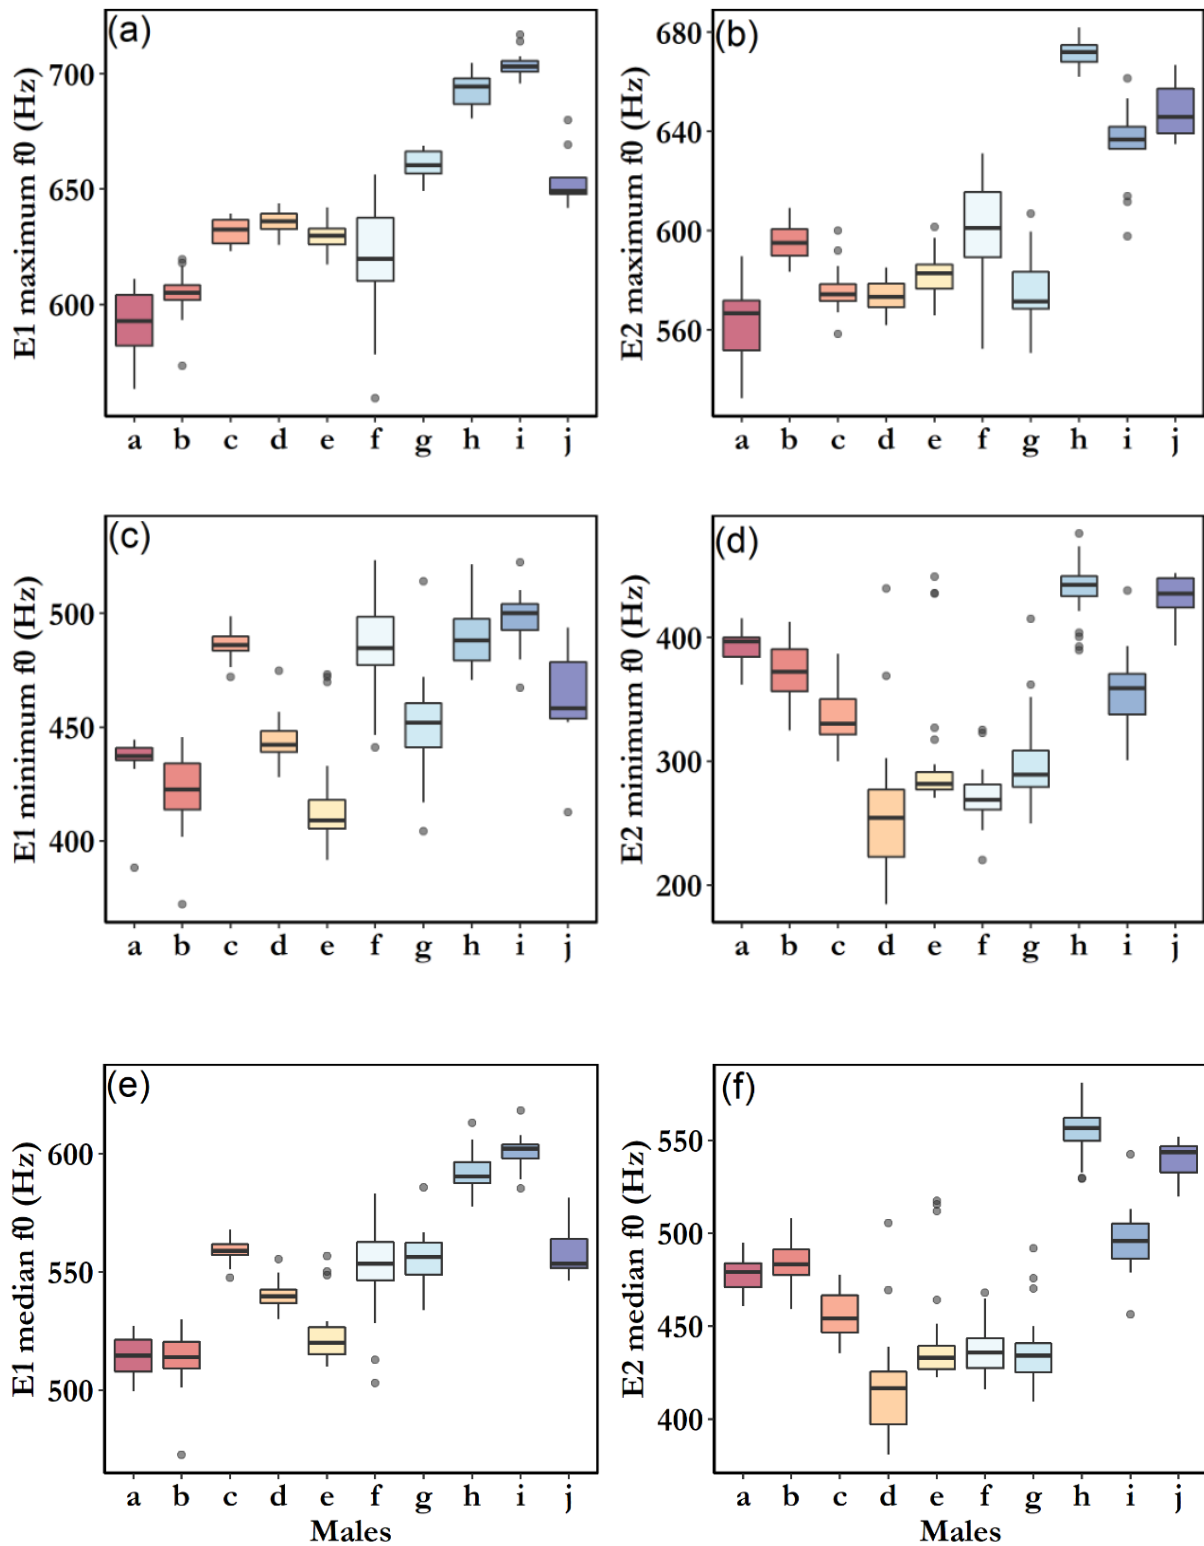 (a)
E1 maximum f0 (Hz)
700
650
600
a b c d e f g h i j
(b)
E2 maximum f0 (Hz)
680
640
600
560
a b c d e f g h i j
(c)
E1 minimum f0 (Hz)
500
450
400
a b c d e f g h i j
(d)
E2 minimum f0 (Hz)
400
300
200
a b c d e f g h i j
(e)
E1 median f0 (Hz)
600
550
500
a b c d e f g h i j
Males
(f)
E2 median f0 (Hz)
550
500
450
400
a b c d e f g h i j
Males